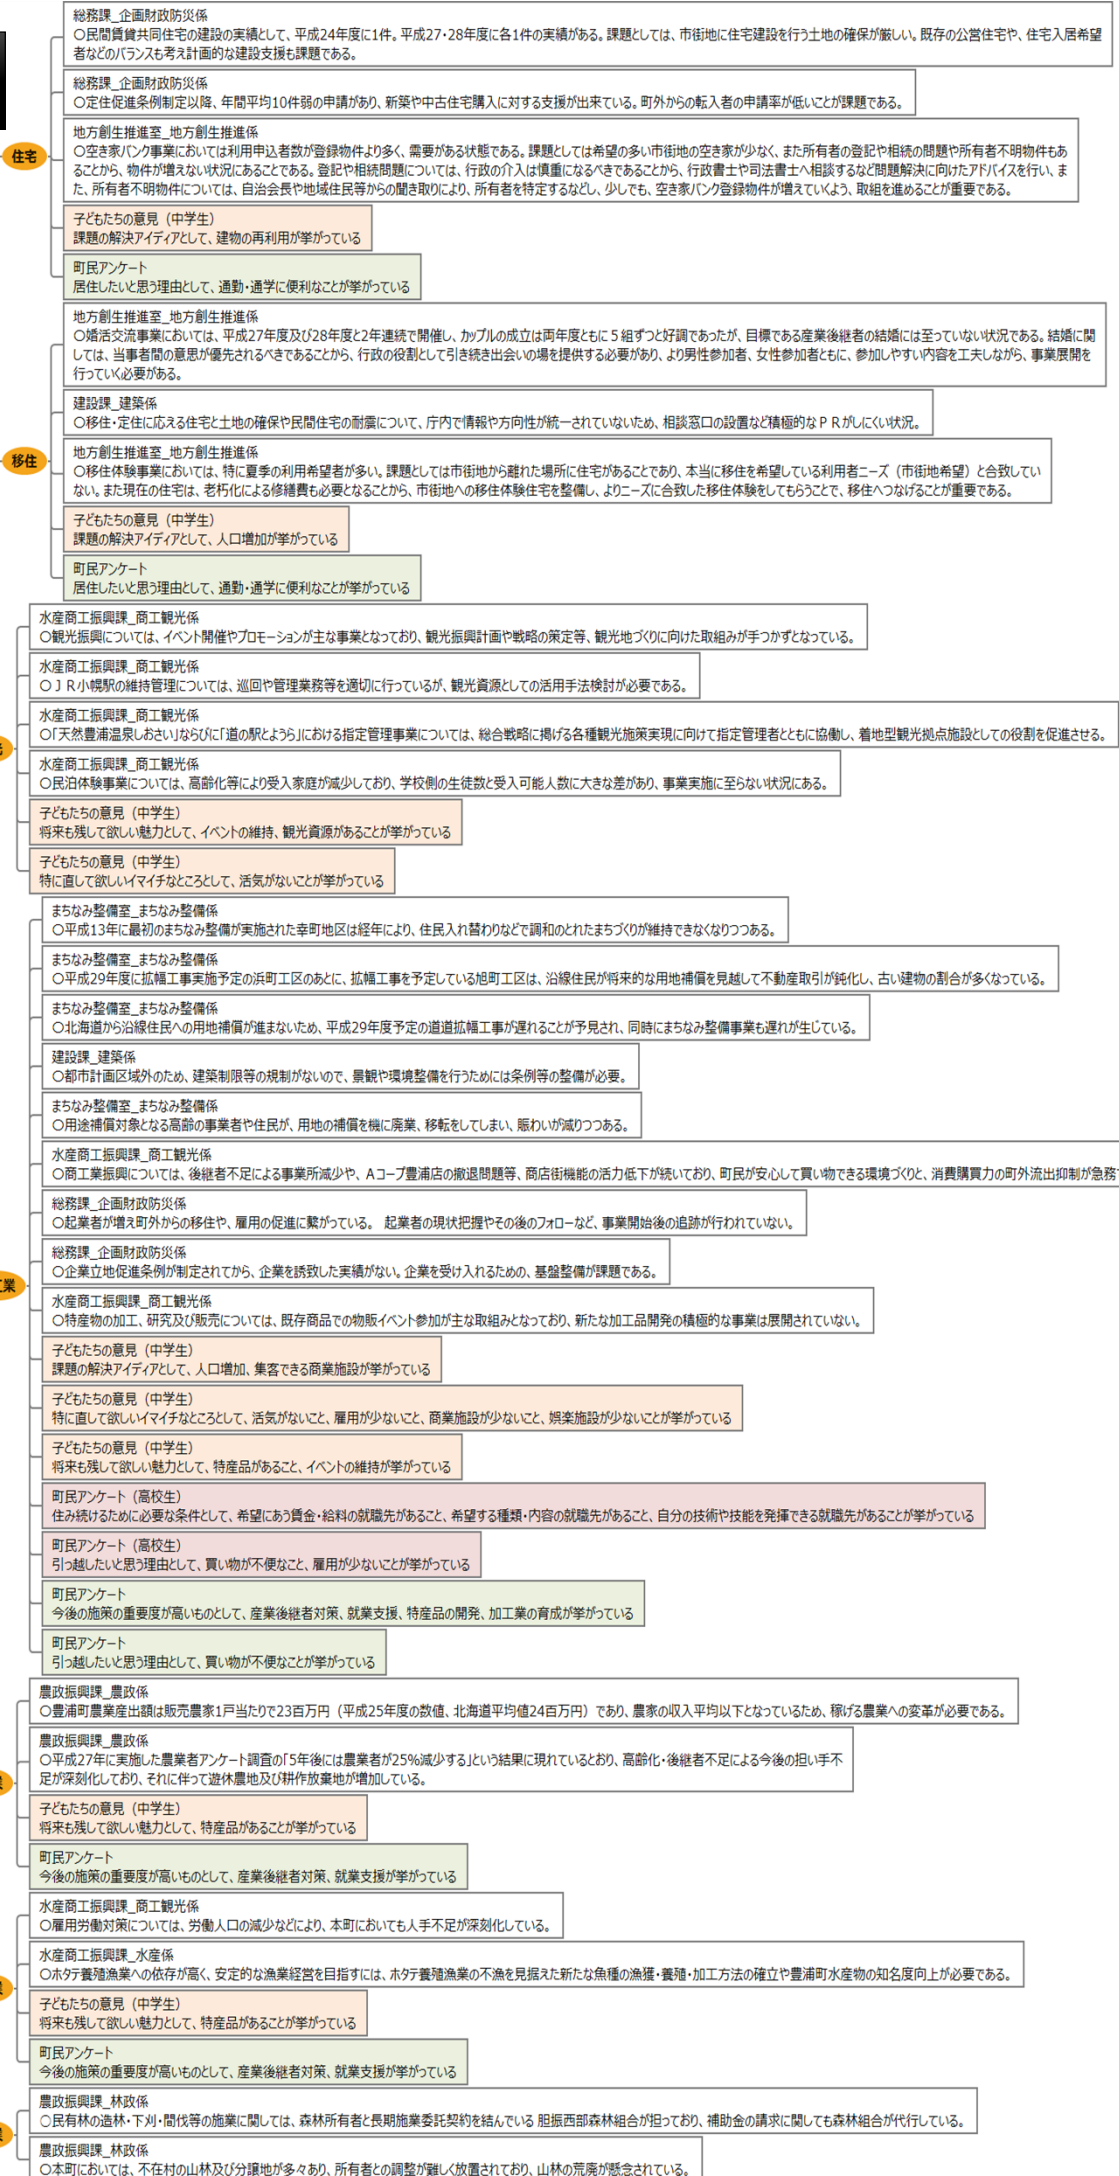 住宅
総務課_企画財政防災係
○民間賃貸共同住宅の建設の実績として、平成24年度に1件。平成27・28年度に各1件の実績がある。課題としては、市街地に住宅建設を行う土地の確保が厳しい。既存の公営住宅や、住宅入居希望
者などのバランスも考え計画的な建設支援も課題である。
総務課_企画財政防災係
○定住促進条例制定以降、年間平均10件弱の申請があり、新築や中古住宅購入に対する支援が出来ている。町外からの転入者の申請率が低いことが課題である。
地方創生推進室_地方創生推進係
○空き家バンク事業においては利用申込者数が登録物件より多く、需要がある状態である。課題としては希望の多い市街地の空き家が少なく、また所有者の登記や相続の問題や所有者不明物件もあ
ることから、物件が増えない状況にあることである。登記や相続問題については、行政の介入は慎重になるべきであることから、行政書士や司法書士へ相談するなど問題解決に向けたアドバイスを行い、ま
た、所有者不明物件については、自治会長や地域住民等からの聞き取りにより、所有者を特定するなどし、少しでも、空き家バンク登録物件が増えていくよう、取組を進めることが重要である。
子どもたちの意見（中学生）
課題の解決アイディアとして、建物の再利用が挙がっている
町民アンケート
居住したいと思う理由として、通勤・通学に便利なことが挙がっている
移住
地方創生推進室_地方創生推進係
○婚活交流事業においては、平成27年度及び28年度と2年連続で開催し、カップルの成立は両年度ともに５組ずつと好調であったが、目標である産業後継者の結婚には至っていない状況である。結婚に関
しては、当事者間の意思が優先されるべきであることから、行政の役割として引き続き出会いの場を提供する必要があり、より男性参加者、女性参加者ともに、参加しやすい内容を工夫しながら、事業展開を
行っていく必要がある。
建設課_建築係
○移住・定住に応える住宅と土地の確保や民間住宅の耐震について、庁内で情報や方向性が統一されていないため、相談窓口の設置など積極的なＰＲがしにくい状況。
地方創生推進室_地方創生推進係
○移住体験事業においては、特に夏季の利用希望者が多い。課題としては市街地から離れた場所に住宅があることであり、本当に移住を希望している利用者ニーズ（市街地希望）と合致してい
ない。また現在の住宅は、老朽化による修繕費も必要となることから、市街地への移住体験住宅を整備し、よりニーズに合致した移住体験をしてもらうことで、移住へつなげることが重要である。
子どもたちの意見（中学生）
課題の解決アイディアとして、人口増加が挙がっている
町民アンケート
居住したいと思う理由として、通勤・通学に便利なことが挙がっている
水産商工振興課_商工観光係
○観光振興については、イベント開催やプロモーションが主な事業となっており、観光振興計画や戦略の策定等、観光地づくりに向けた取組みが手つかずとなっている。
水産商工振興課_商工観光係
○ＪＲ小幌駅の維持管理については、巡回や管理業務等を適切に行っているが、観光資源としての活用手法検討が必要である。
水産商工振興課_商工観光係
○「天然豊浦温泉しおさい」ならびに「道の駅とようら」における指定管理事業については、総合戦略に掲げる各種観光施策実現に向けて指定管理者とともに協働し、着地型観光拠点施設としての役割を促進させる。
水産商工振興課_商工観光係
○民泊体験事業については、高齢化等により受入家庭が減少しており、学校側の生徒数と受入可能人数に大きな差があり、事業実施に至らない状況にある。
子どもたちの意見（中学生）
将来も残して欲しい魅力として、イベントの維持、観光資源があることが挙がっている
子どもたちの意見（中学生）
特に直して欲しいイマイチなところとして、活気がないことが挙がっている
まちなみ整備室_まちなみ整備係
○平成13年に最初のまちなみ整備が実施された幸町地区は経年により、住民入れ替わりなどで調和のとれたまちづくりが維持できなくなりつつある。
まちなみ整備室_まちなみ整備係
○平成29年度に拡幅工事実施予定の浜町工区のあとに、拡幅工事を予定している旭町工区は、沿線住民が将来的な用地補償を見越して不動産取引が鈍化し、古い建物の割合が多くなっている。
まちなみ整備室_まちなみ整備係
○北海道から沿線住民への用地補償が進まないため、平成29年度予定の道道拡幅工事が遅れることが予見され、同時にまちなみ整備事業も遅れが生じている。
建設課_建築係
○都市計画区域外のため、建築制限等の規制がないので、景観や環境整備を行うためには条例等の整備が必要。
まちなみ整備室_まちなみ整備係
○用途補償対象となる高齢の事業者や住民が、用地の補償を機に廃業、移転をしてしまい、賑わいが減りつつある。
水産商工振興課_商工観光係
○商工業振興については、後継者不足による事業所減少や、Aコープ豊浦店の撤退問題等、商店街機能の活力低下が続いており、町民が安心して買い物できる環境づくりと、消費購買力の町外流出抑制が急務
総務課_企画財政防災係
○起業者が増え町外からの移住や、雇用の促進に繋がっている。 起業者の現状把握やその後のフォローなど、事業開始後の追跡が行われていない。
総務課_企画財政防災係
○企業立地促進条例が制定されてから、企業を誘致した実績がない。企業を受け入れるための、基盤整備が課題である。
業
水産商工振興課_商工観光係
○特産物の加工、研究及び販売については、既存商品での物販イベント参加が主な取組みとなっており、新たな加工品開発の積極的な事業は展開されていない。
子どもたちの意見（中学生）
課題の解決アイディアとして、人口増加、集客できる商業施設が挙がっている
子どもたちの意見（中学生）
特に直して欲しいイマイチなところとして、活気がないこと、雇用が少ないこと、商業施設が少ないこと、娯楽施設が少ないことが挙がっている
子どもたちの意見（中学生）
将来も残して欲しい魅力として、特産品があること、イベントの維持が挙がっている
町民アンケート（高校生）
住み続けるために必要な条件として、希望にあう賃金・給料の就職先があること、希望する種類・内容の就職先があること、自分の技術や技能を発揮できる就職先があることが挙がっている
町民アンケート（高校生）
引っ越したいと思う理由として、買い物が不便なこと、雇用が少ないことが挙がっている
町民アンケート
今後の施策の重要度が高いものとして、産業後継者対策、就業支援、特産品の開発、加工業の育成が挙がっている
町民アンケート
引っ越したいと思う理由として、買い物が不便なことが挙がっている
農政振興課_農政係
○豊浦町農業産出額は販売農家1戸当たりで23百万円（平成25年度の数値、北海道平均値24百万円）であり、農家の収入平均以下となっているため、稼げる農業への変革が必要である。
農政振興課_農政係
○平成27年に実施した農業者アンケート調査の「5年後には農業者が25%減少する」という結果に現れているとおり、高齢化・後継者不足による今後の担い手不
足が深刻化しており、それに伴って遊休農地及び耕作放棄地が増加している。
子どもたちの意見（中学生）
将来も残して欲しい魅力として、特産品があることが挙がっている
町民アンケート
今後の施策の重要度が高いものとして、産業後継者対策、就業支援が挙がっている
水産商工振興課_商工観光係
○雇用労働対策については、労働人口の減少などにより、本町においても人手不足が深刻化している。
水産商工振興課_水産係
○ホタテ養殖漁業への依存が高く、安定的な漁業経営を目指すには、ホタテ養殖漁業の不漁を見据えた新たな魚種の漁獲・養殖・加工方法の確立や豊浦町水産物の知名度向上が必要である。
子どもたちの意見（中学生）
将来も残して欲しい魅力として、特産品があることが挙がっている
町民アンケート
今後の施策の重要度が高いものとして、産業後継者対策、就業支援が挙がっている
農政振興課_林政係
○民有林の造林・下刈・間伐等の施業に関しては、森林所有者と長期施業委託契約を結んでいる 胆振西部森林組合が担っており、補助金の請求に関しても森林組合が代行している。
農政振興課_林政係
○本町においては、不在村の山林及び分譲地が多々あり、所有者との調整が難しく放置されており、山林の荒廃が懸念されている。